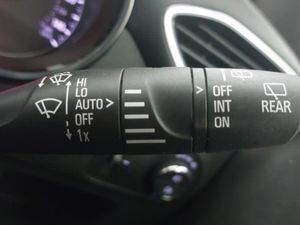 HI
LO
AUTO >
OFF
1x
> OFF
INT
ON
REAR